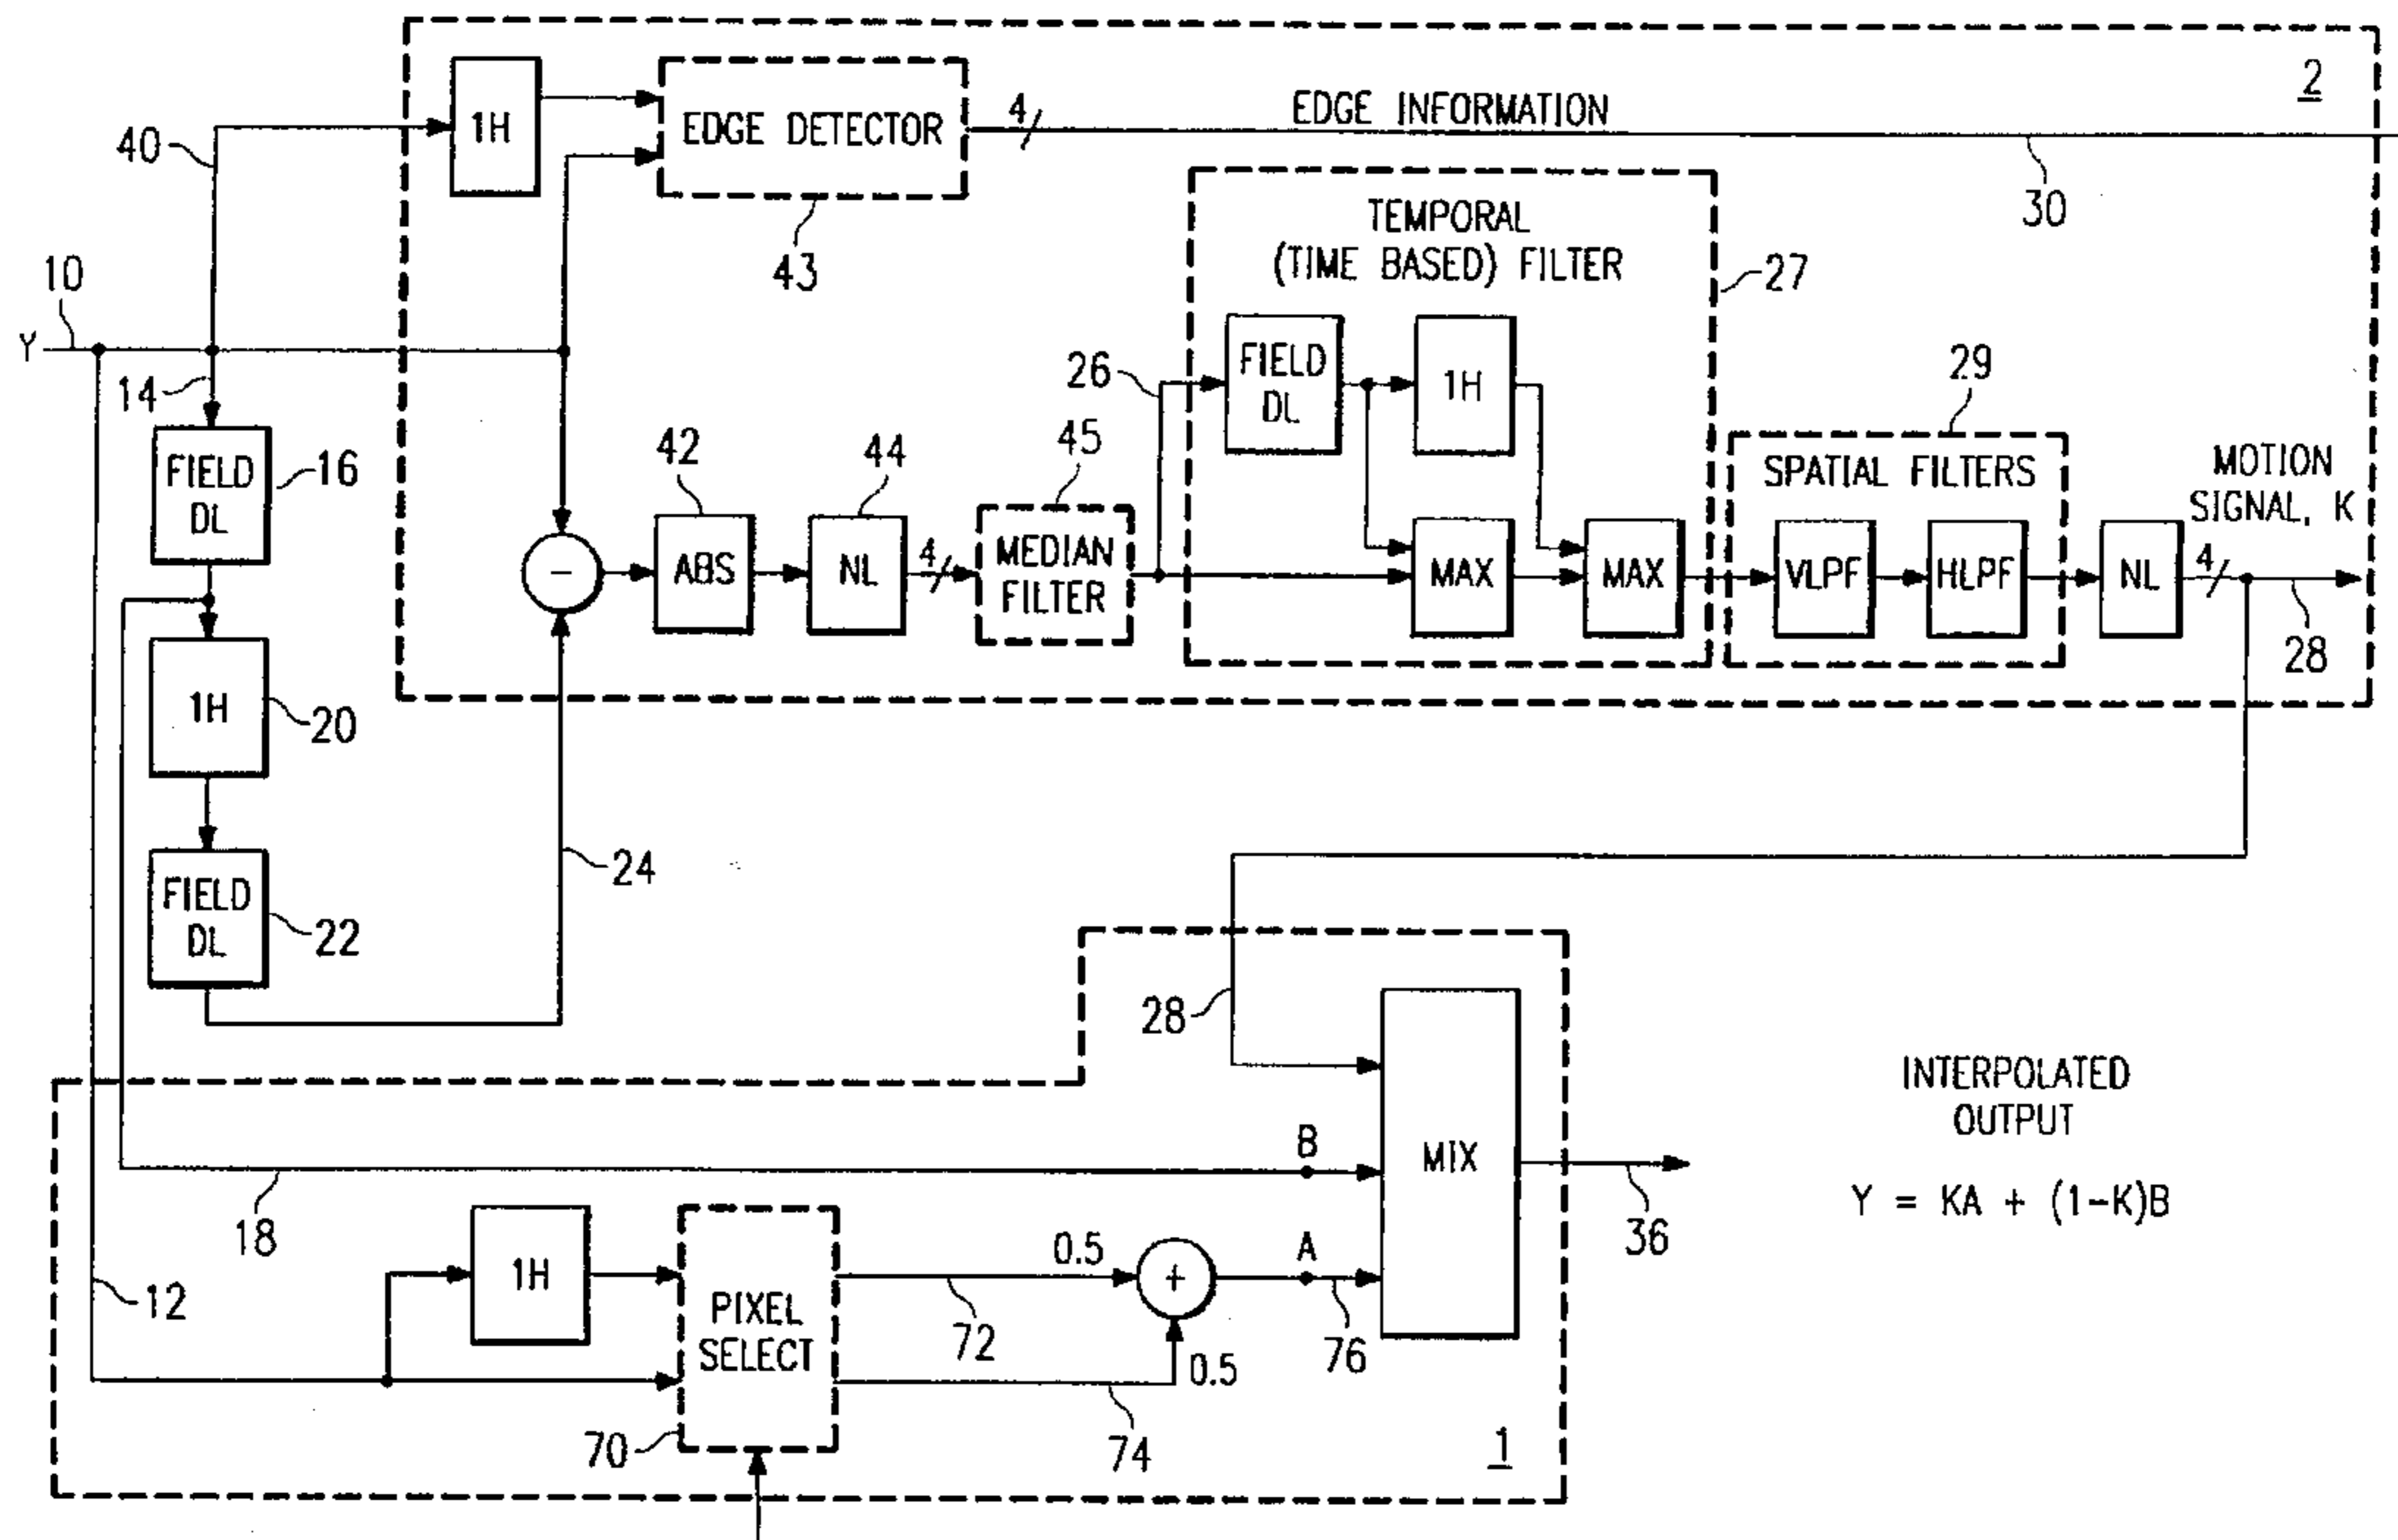 2
1H
EDGE DETECTOR
4
EDGE INFORMATION
40
43
30
10
Y
14
TEMPORAL
(TIME BASED) FILTER
27
FIELD
DL
16
26
FIELD
DL
1H
29
42
44
45
SPATIAL FILTERS
MOTION
SIGNAL, K
-
ABS
NL
4
MEDIAN
FILTER
MAX
MAX
VLPF
HLPF
NL
4
28
1H
20
FIELD
DL
22
24
28
MIX
INTERPOLATED
OUTPUT
Y = KA + (1-K)B
B
18
36
12
1H
PIXEL
SELECT
70
0.5
72
+
A
76
0.5
74
1